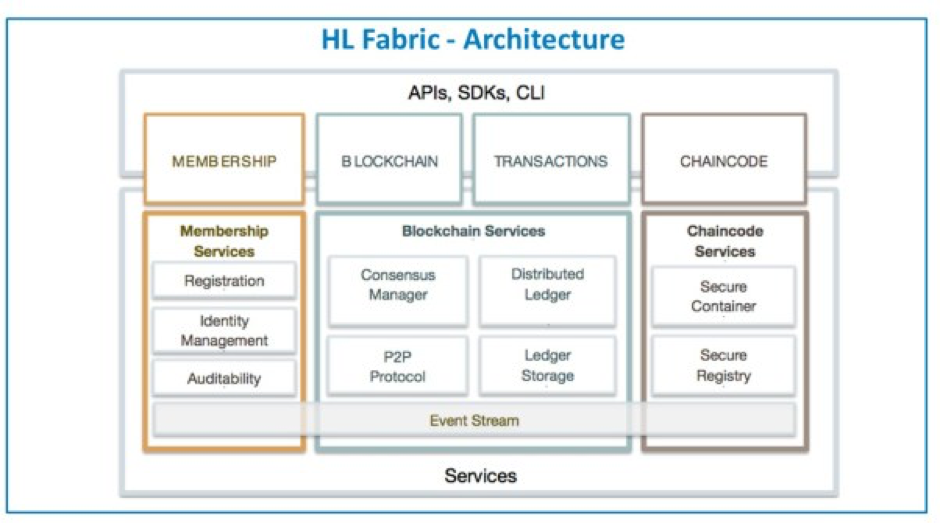 HL Fabric - Architecture
APIs, SDKs, CLI
MEMBERSHIP
BLOCKCHAIN
TRANSACTIONS
CHAINCODE
Membership
Services
Registration
Identity
Management
Auditability
Blockchain Services
Consensus
Manager
Distributed
Ledger
P2P
Protocol
Ledger
Storage
Chaincode
Services
Secure
Container
Secure
Registry
Event Stream
Services